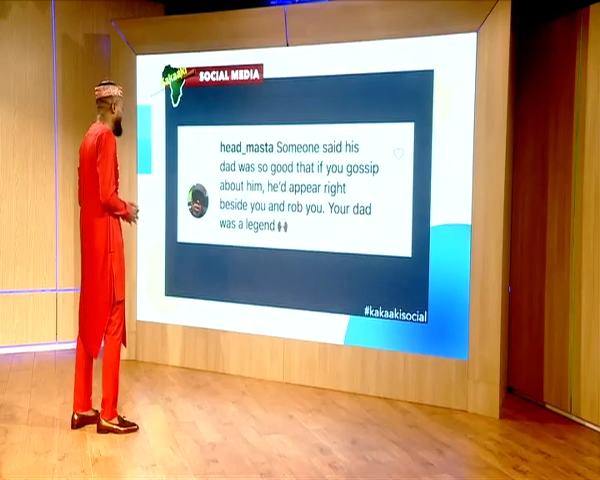 kakaaki
SOCIAL MEDIA
head_masta Someone said his
dad was so good that if you gossip
about him, he'd appear right
beside you and rob you. Your dad
was a legend 🙌
#kakaakisocial